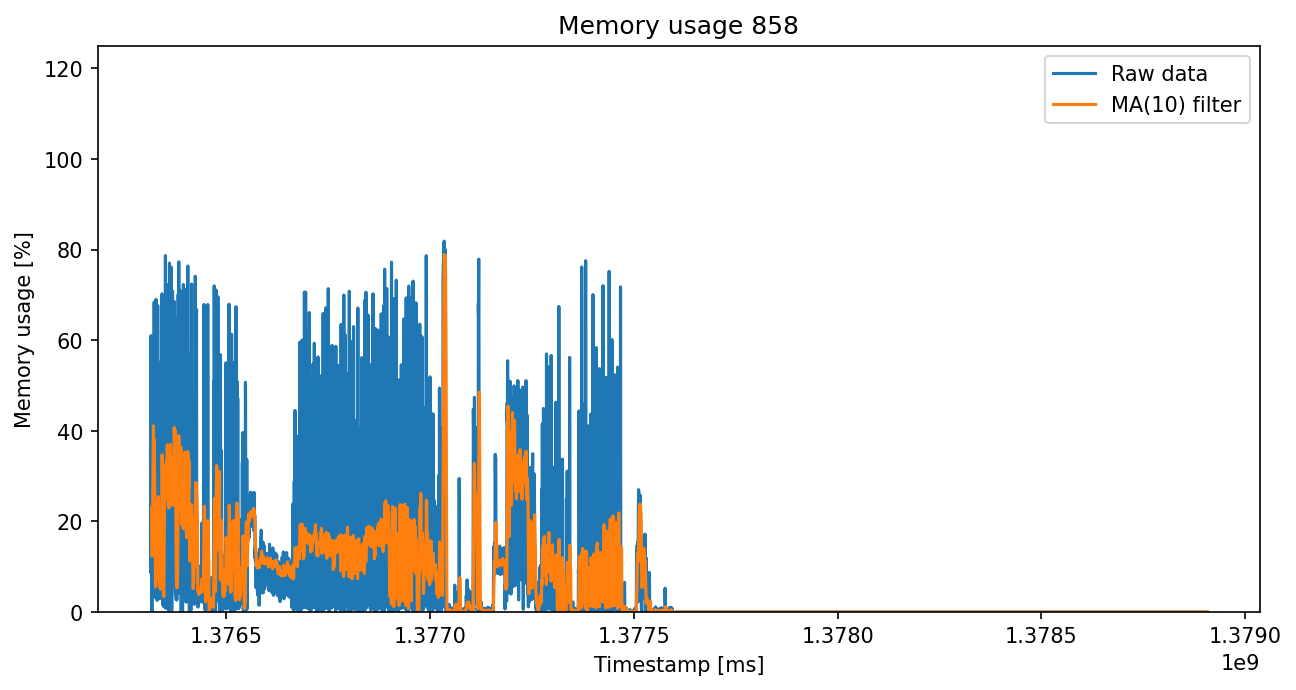 Memory usage 858
Raw data
MA(10) filter
Memory usage [%]
120
100
80
60
40
20
0
1.3765 1.3770 1.3775 1.3780 1.3785 1.3790
1e9
Timestamp [ms]